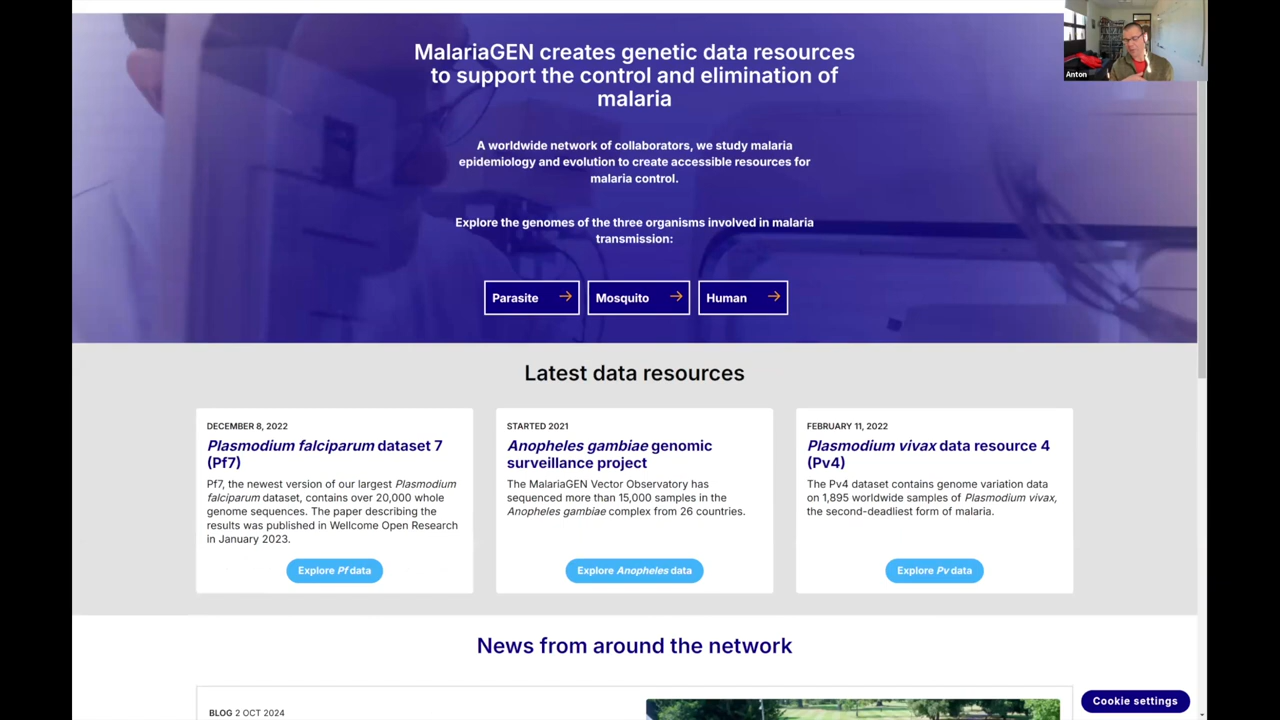 MalariaGEN creates genetic data resources
to support the control and elimination of
malaria
Anton
A worldwide network of collaborators, we study malaria
epidemiology and evolution to create accessible resources for
malaria control.
Explore the genomes of the three organisms involved in malaria
transmission:
Parasite
Mosquito
Human
Latest data resources
DECEMBER 8, 2022
Plasmodium falciparum dataset 7
(Pf7)
Pf7, the newest version of our largest Plasmodium
falciparum dataset, contains over 20,000 whole
genome sequences. The paper describing the
results was published in Wellcome Open Research
in January 2023.
Explore Pf data
STARTED 2021
Anopheles gambiae genomic
surveillance project
The MalariaGEN Vector Observatory has
sequenced more than 15,000 samples in the
Anopheles gambiae complex from 26 countries.
Explore Anopheles data
FEBRUARY 11, 2022
Plasmodium vivax data resource 4
(Pv4)
The Pv4 dataset contains genome variation data
on 1,895 worldwide samples of Plasmodium vivax,
the second-deadliest form of malaria.
Explore Pv data
News from around the network
BLOG 2 OCT 2024
Cookie settings